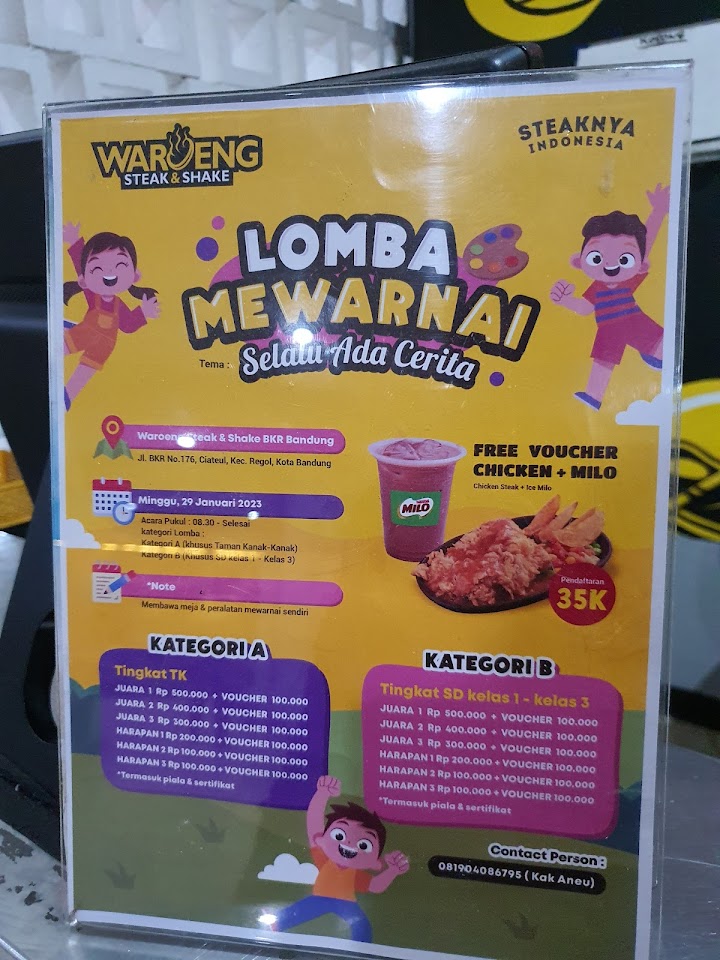 WAROENG
STEAK & SHAKE
STEAKNYA
INDONESIA
LOMBA
MEWARNAI
Tema : Selalu Ada Cerita
Waroeng Steak & Shake BKR Bandung
Jl. BKR No.176, Ciateul, Kec. Regol, Kota Bandung
Minggu, 29 Januari 2023
Acara Pukul : 08.30 - Selesai
kategori Lomba :
Kategori A (khusus Taman Kanak-Kanak)
Kategori B (Khusus SD kelas 1 - Kelas 3)
*Note
Membawa meja & peralatan mewarnai sendiri
FREE VOUCHER
CHICKEN + MILO
Chicken Steak + Ice Milo
MILO
Pendaftaran
35K
KATEGORI A
Tingkat TK
JUARA 1 Rp 500.000 + VOUCHER 100.000
JUARA 2 Rp 400.000 + VOUCHER 100.000
JUARA 3 Rp 300.000 + VOUCHER 100.000
HARAPAN 1 Rp 200.000 + VOUCHER 100.000
HARAPAN 2 Rp 100.000 + VOUCHER 100.000
HARAPAN 3 Rp 100.000 + VOUCHER 100.000
*Termasuk piala & sertifikat
KATEGORI B
Tingkat SD kelas 1 - kelas 3
JUARA 1 Rp 500.000 + VOUCHER 100.000
JUARA 2 Rp 400.000 + VOUCHER 100.000
JUARA 3 Rp 300.000 + VOUCHER 100.000
HARAPAN 1 Rp 200.000 + VOUCHER 100.000
HARAPAN 2 Rp 100.000 + VOUCHER 100.000
HARAPAN 3 Rp 100.000 + VOUCHER 100.000
*Termasuk piala & sertifikat
Contact Person :
081904086795 ( Kak Aneu)